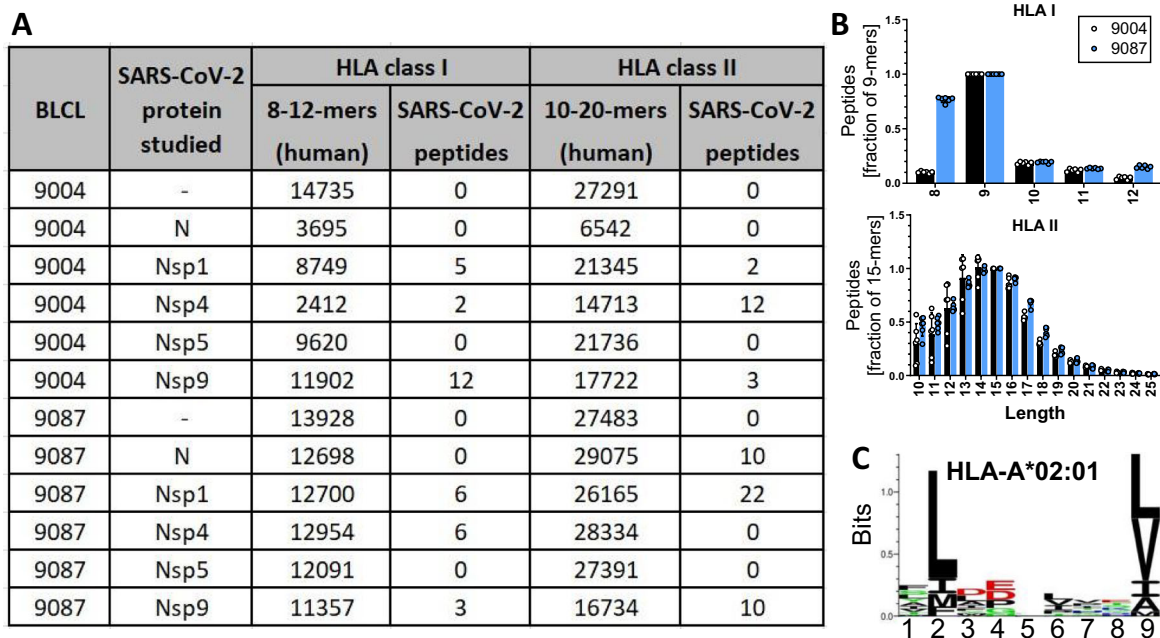 A
BLCL SARS-CoV-2 protein studied HLA class I HLA class II
8-12-mers (human) SARS-CoV-2 peptides 10-20-mers (human) SARS-CoV-2 peptides
9004 - 14735 0 27291 0
9004 N 3695 0 6542 0
9004 Nsp1 8749 5 21345 2
9004 Nsp4 2412 2 14713 12
9004 Nsp5 9620 0 21736 0
9004 Nsp9 11902 12 17722 3
9087 - 13928 0 27483 0
9087 N 12698 0 29075 10
9087 Nsp1 12700 6 26165 22
9087 Nsp4 12954 6 28334 0
9087 Nsp5 12091 0 27391 0
9087 Nsp9 11357 3 16734 10
B
HLA I
9004
9087
Peptides
[fraction of 9-mers]
1.5
1.0
0.5
0.0
8 9 10 11 12
HLA II
Peptides
[fraction of 15-mers]
1.5
1.0
0.5
0.0
10 11 12 13 14 15 16 17 18 19 20 21 22 23 24 25
Length
C
HLA-A*02:01
Bits
1.0
0.5
0.0
L
I
M
L
V
I
A
1 2 3 4 5 6 7 8 9